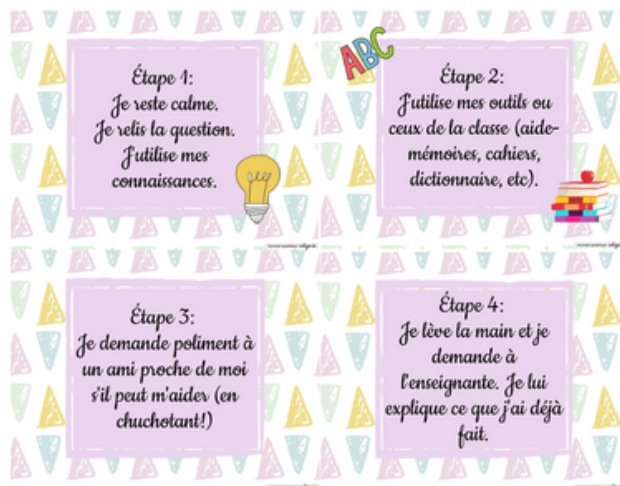 Étape 1:
Je reste calme.
Je relis la question.
J'utilise mes
connaissances.
ABC
Étape 2:
J'utilise mes outils ou
ceux de la classe (aide-
mémoires, cahiers,
dictionnaire, etc).
Étape 3:
Je demande poliment à
un ami proche de moi
s'il peut m'aider (en
chuchotant!)
Étape 4:
Je lève la main et je
demande à
l'enseignante. Je lui
explique ce que j'ai déjà
fait.